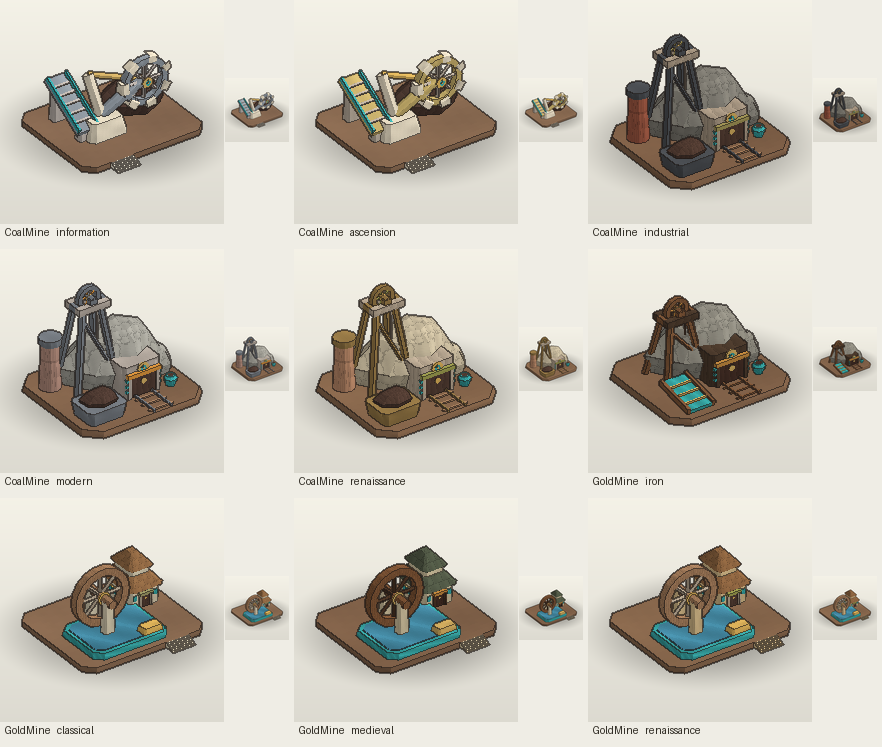 CoalMine information
CoalMine ascension
CoalMine industrial
CoalMine modern
CoalMine renaissance
GoldMine iron
GoldMine classical
GoldMine medieval
GoldMine renaissance